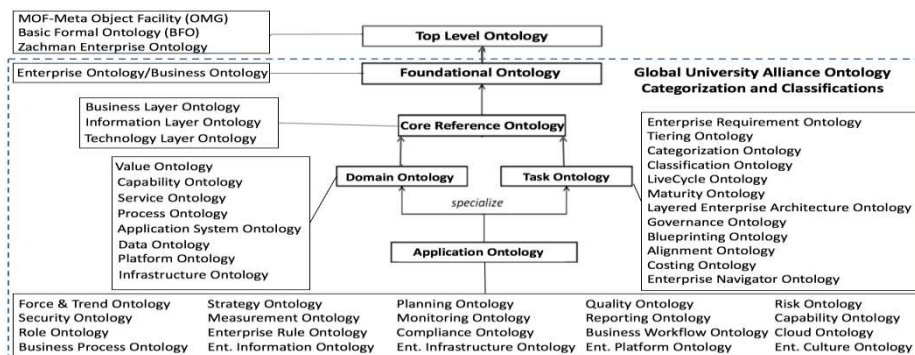 MOF-Meta Object Facility (OMG)
Basic Formal Ontology (BFO)
Zachman Enterprise Ontology
Top Level Ontology
Enterprise Ontology/Business Ontology
Foundational Ontology
Global University Alliance Ontology
Categorization and Classifications
Business Layer Ontology
Information Layer Ontology
Technology Layer Ontology
Core Reference Ontology
Enterprise Requirement Ontology
Tiering Ontology
Categorization Ontology
Classification Ontology
LiveCycle Ontology
Maturity Ontology
Layered Enterprise Architecture Ontology
Governance Ontology
Blueprinting Ontology
Alignment Ontology
Costing Ontology
Enterprise Navigator Ontology
Value Ontology
Capability Ontology
Service Ontology
Process Ontology
Application System Ontology
Data Ontology
Platform Ontology
Infrastructure Ontology
Domain Ontology
Task Ontology
specialize
Application Ontology
Force & Trend Ontology Strategy Ontology Planning Ontology Quality Ontology Risk Ontology
Security Ontology Measurement Ontology Monitoring Ontology Reporting Ontology Capability Ontology
Role Ontology Enterprise Rule Ontology Compliance Ontology Business Workflow Ontology Cloud Ontology
Business Process Ontology Ent. Information Ontology Ent. Infrastructure Ontology Ent. Platform Ontology Ent. Culture Ontology